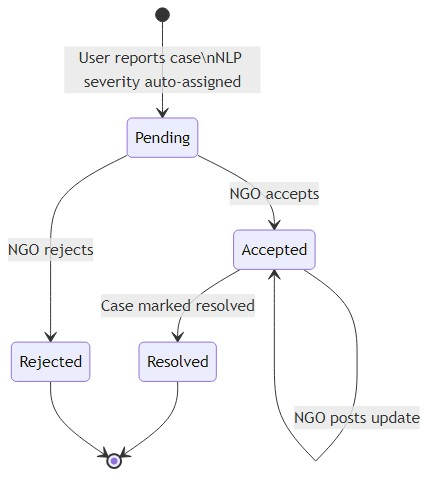 User reports case\nNLP
severity auto-assigned
Pending
NGO accepts
NGO rejects
Accepted
Case marked resolved
Rejected
Resolved
NGO posts update